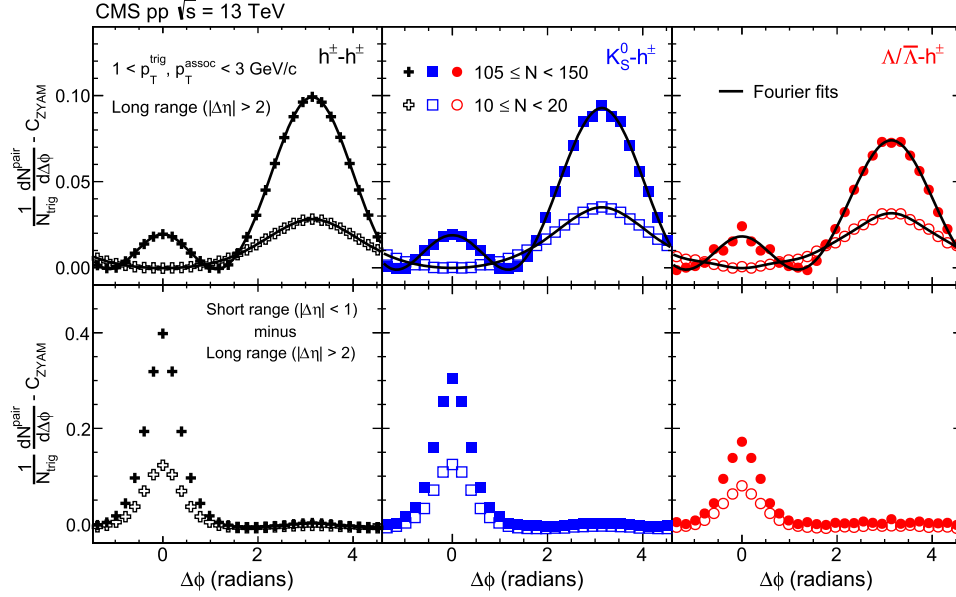 CMS pp √s = 13 TeV
1 < p_T^trig, p_T^assoc < 3 GeV/c
h±-h±
Long range (|Δη| > 2)
K_S^0-h±
105 ≤ N < 150
10 ≤ N < 20
Λ/Λ̅-h±
Fourier fits
1/N_trig dN^pair/dΔϕ - C_ZYAM
0.10
0.05
0.00
Short range (|Δη| < 1)
minus
Long range (|Δη| > 2)
1/N_trig dN^pair/dΔϕ - C_ZYAM
0.4
0.2
0.0
0 2 4
0 2 4
0 2 4
Δϕ (radians)
Δϕ (radians)
Δϕ (radians)